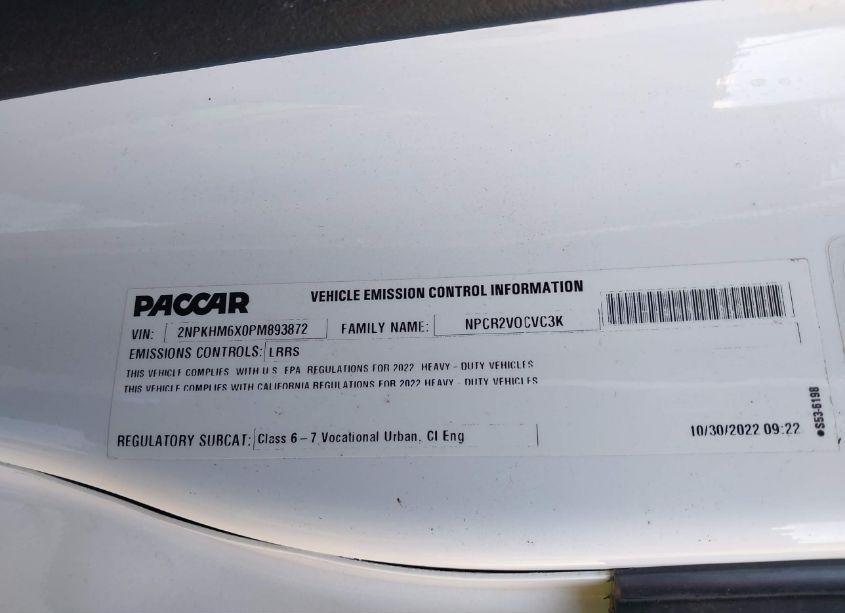 PACCAR VEHICLE EMISSION CONTROL INFORMATION
VIN: 2NPKHM6X0PM893872 FAMILY NAME: NPCR2VOCVC3K
EMISSIONS CONTROLS: LRRS
THIS VEHICLE COMPLIES WITH U.S. EPA REGULATIONS FOR 2022 HEAVY - DUTY VEHICLES
THIS VEHICLE COMPLIES WITH CALIFORNIA REGULATIONS FOR 2022 HEAVY - DUTY VEHICLES
REGULATORY SUBCAT: Class 6 - 7 Vocational Urban, CI Eng
10/30/2022 09:22
•S53-6198